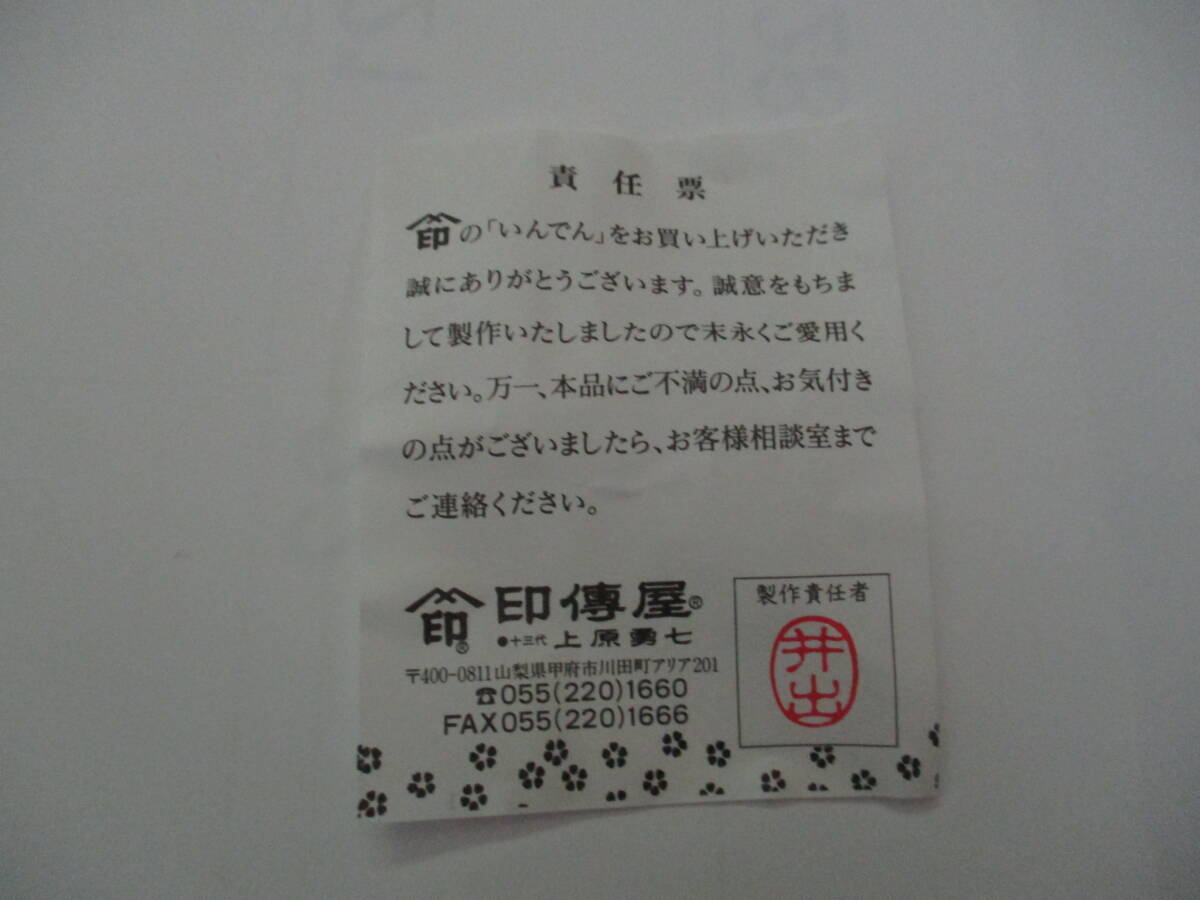 責任票
印の「いんでん」をお買い上げいただき
誠にありがとうございます。誠意をもちま
して製作いたしましたので末永くご愛用く
ださい。万一、本品にご不満の点、お気付き
の点がございましたら、お客様相談室まで
ご連絡ください。
印® 印傳屋®
●十三代 上原勇七
〒400-0811山梨県甲府市川田町アリア201
☎055(220)1660
FAX055(220)1666
製作責任者
井出